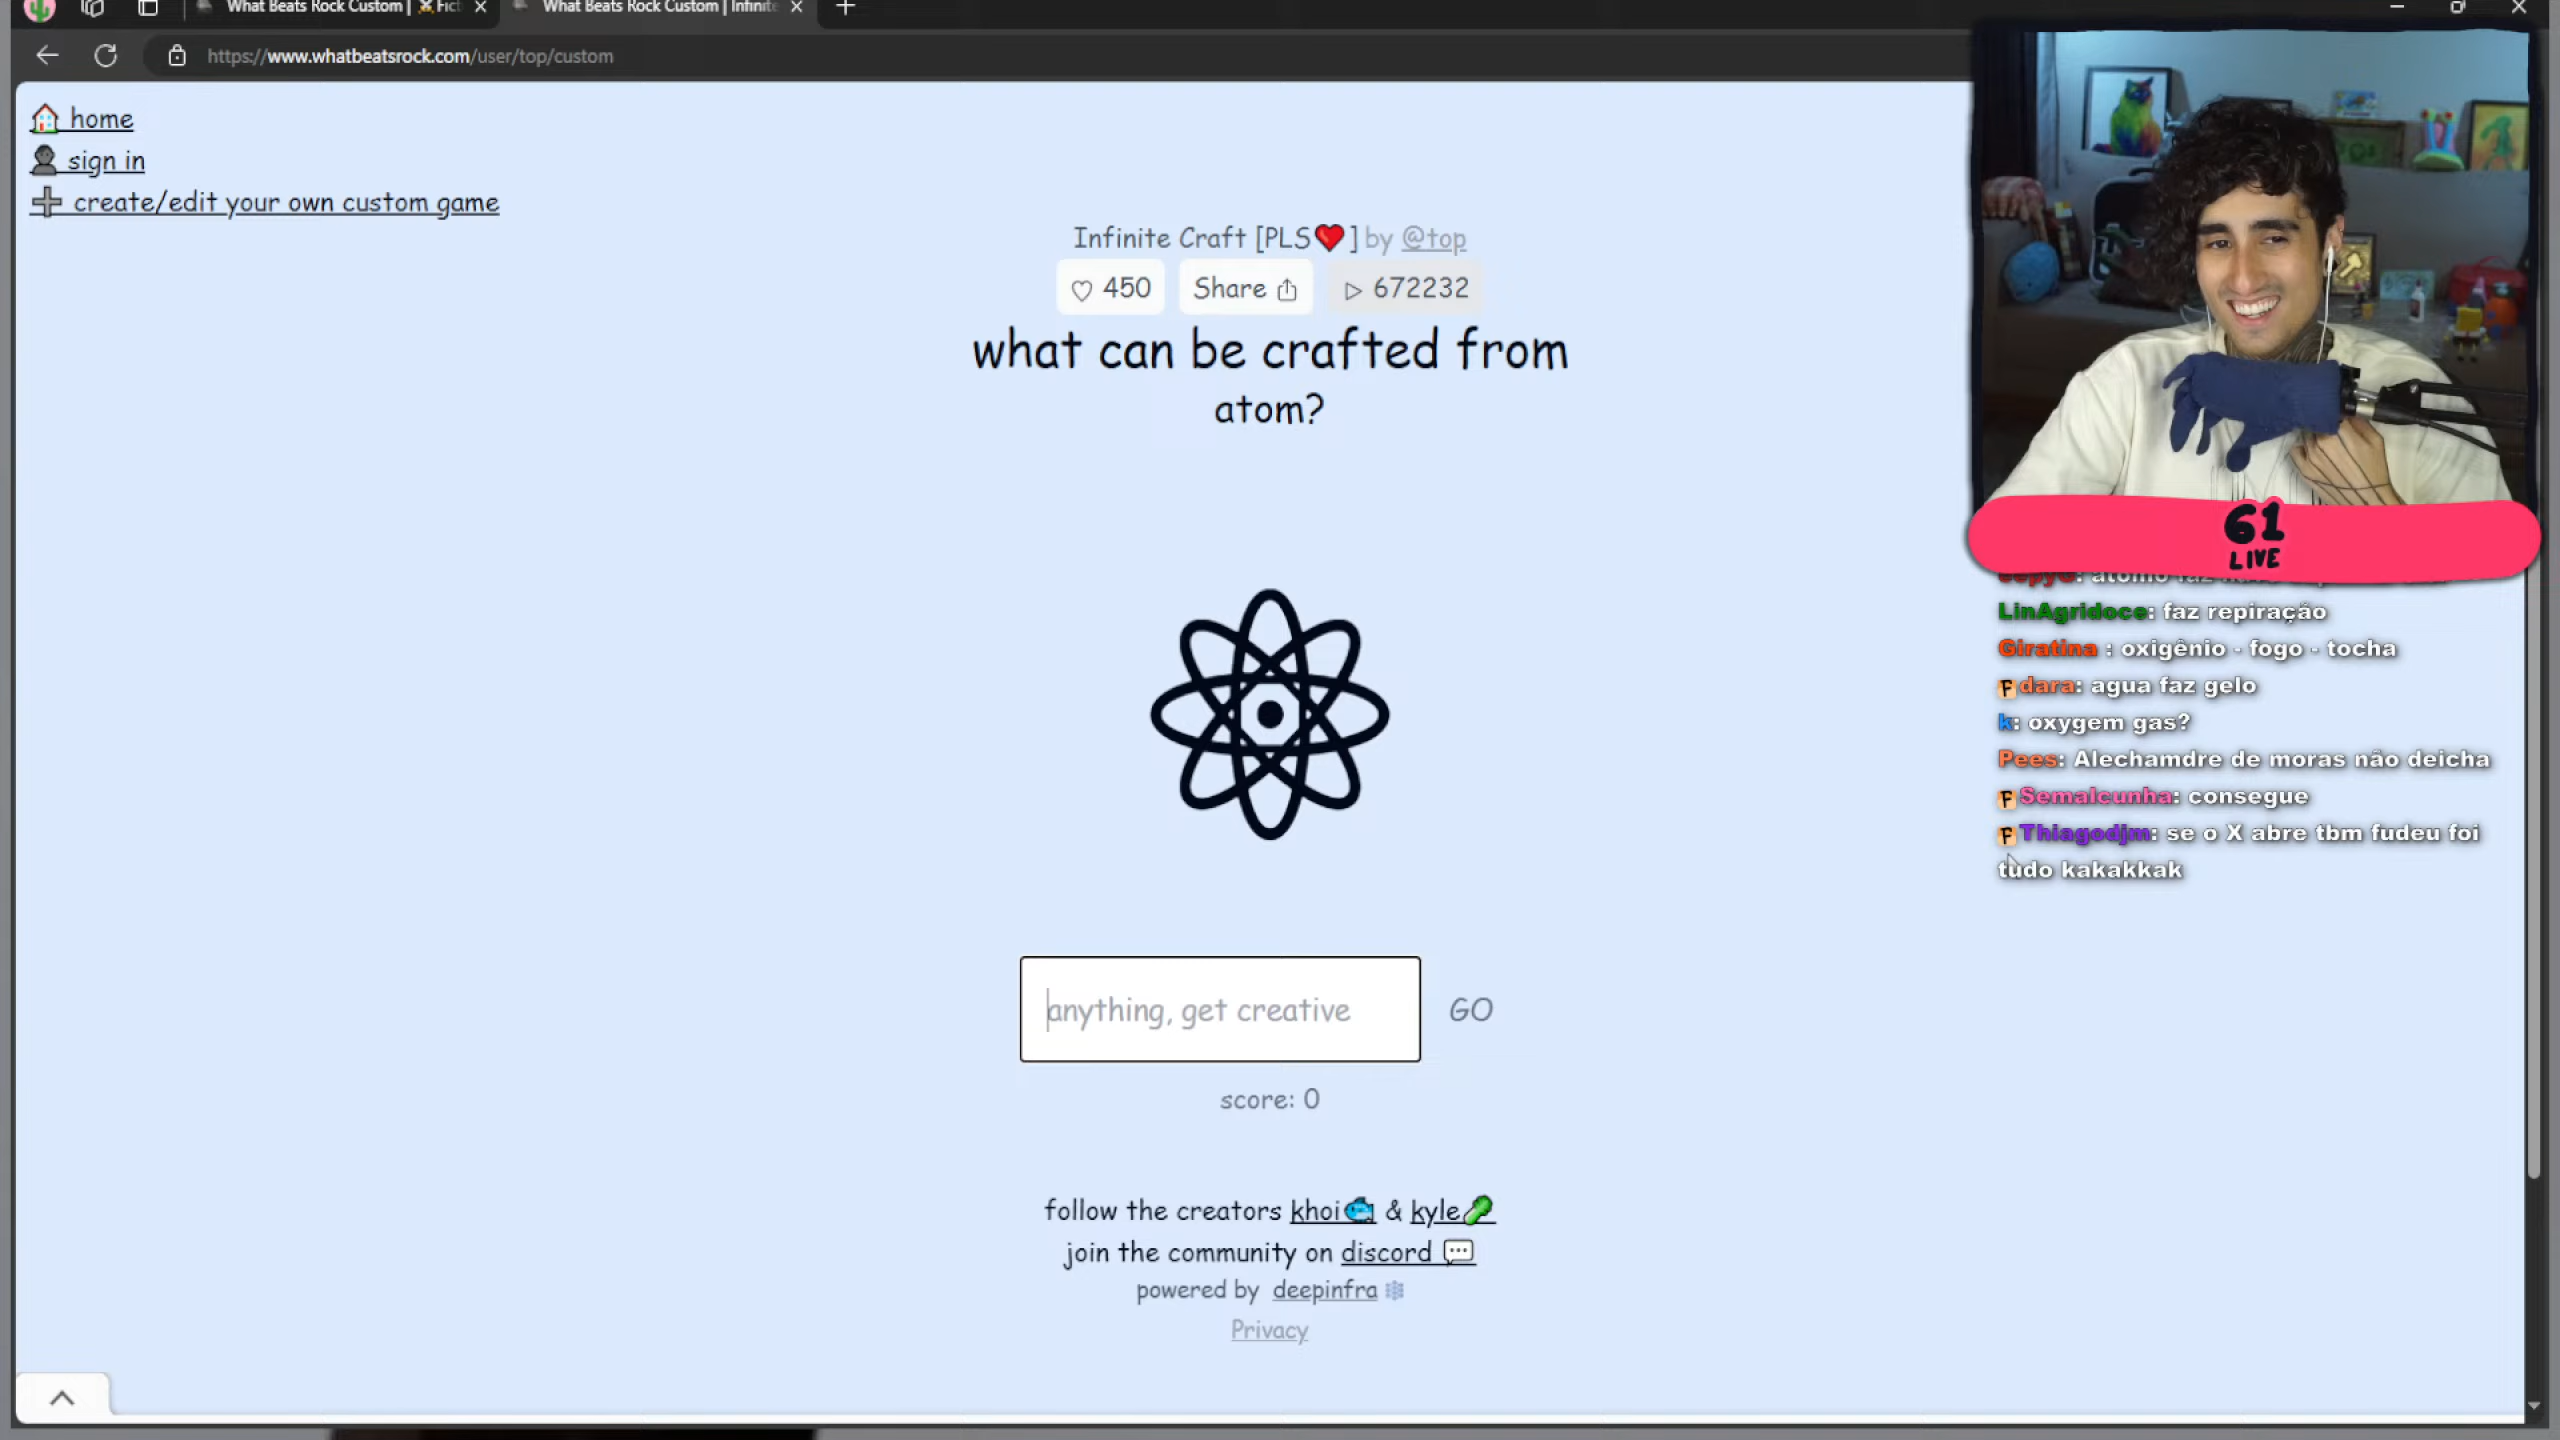 What Beats Rock Custom | Fict
What Beats Rock Custom | Infinite
https://www.whatbeatsrock.com/user/top/custom
home
sign in
create/edit your own custom game
Infinite Craft [PLS❤️] by @top
450
Share
672232
what can be crafted from
atom?
anything, get creative
GO
score: 0
follow the creators khoi🐟 & kyle🥒
join the community on discord 💬
powered by deepinfra
Privacy
61
LIVE
LinAgridoce: faz repiração
Giratina : oxigênio - fogo - tocha
dara: agua faz gelo
k: oxygem gas?
Pees: Alechamdre de moras não deicha
Semalcunha: consegue
Thiagodjm: se o X abre tbm fudeu foi
tudo kakakkak